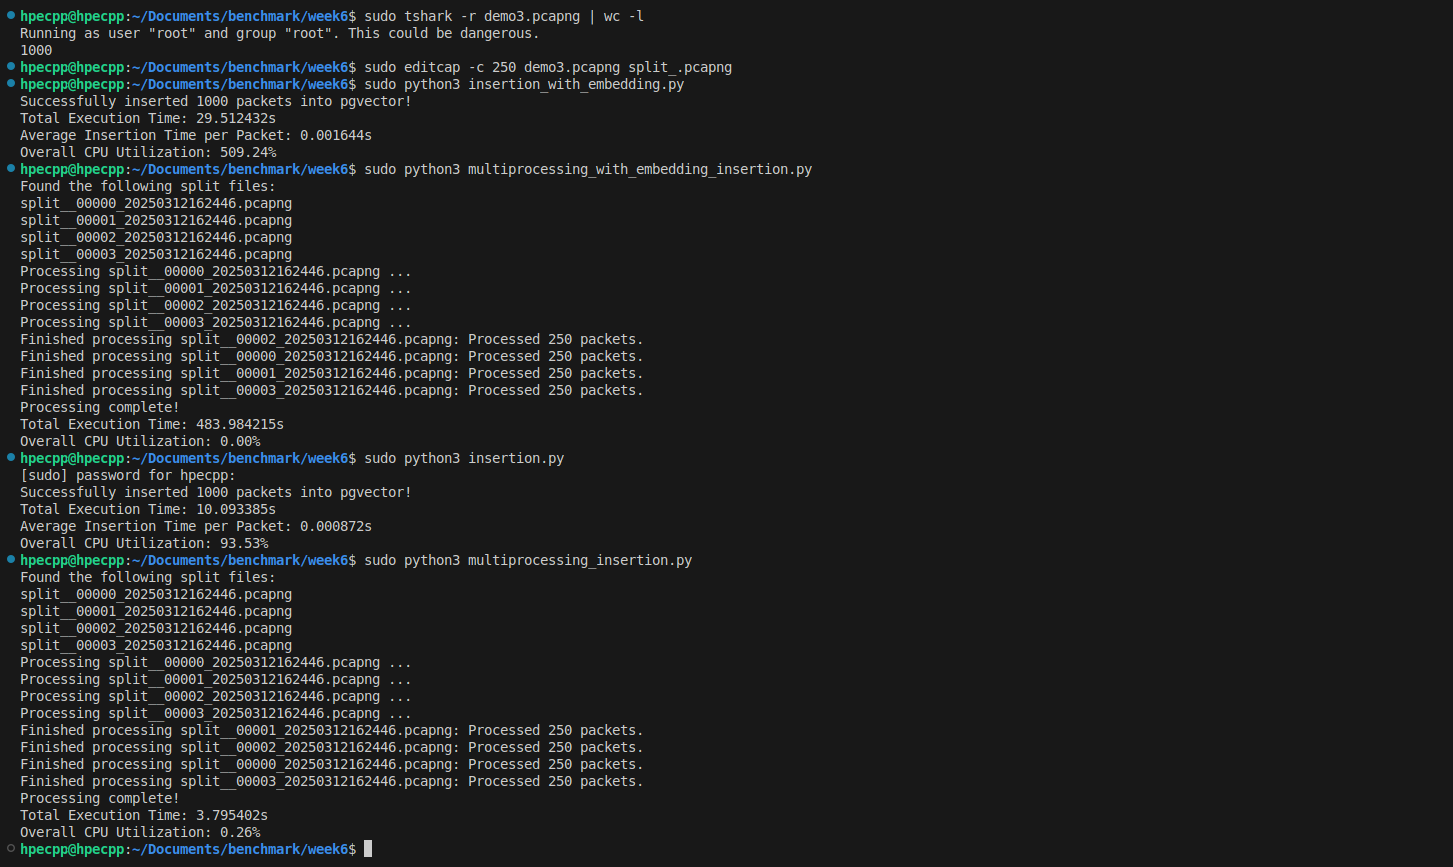 hpecpp@hpecpp:~/Documents/benchmark/week6$ sudo tshark -r demo3.pcapng | wc -l
Running as user "root" and group "root". This could be dangerous.
1000
hpecpp@hpecpp:~/Documents/benchmark/week6$ sudo editcap -c 250 demo3.pcapng split_.pcapng
hpecpp@hpecpp:~/Documents/benchmark/week6$ sudo python3 insertion_with_embedding.py
Successfully inserted 1000 packets into pgvector!
Total Execution Time: 29.512432s
Average Insertion Time per Packet: 0.001644s
Overall CPU Utilization: 509.24%
hpecpp@hpecpp:~/Documents/benchmark/week6$ sudo python3 multiprocessing_with_embedding_insertion.py
Found the following split files:
split__00000_20250312162446.pcapng
split__00001_20250312162446.pcapng
split__00002_20250312162446.pcapng
split__00003_20250312162446.pcapng
Processing split__00000_20250312162446.pcapng ...
Processing split__00001_20250312162446.pcapng ...
Processing split__00002_20250312162446.pcapng ...
Processing split__00003_20250312162446.pcapng ...
Finished processing split__00002_20250312162446.pcapng: Processed 250 packets.
Finished processing split__00000_20250312162446.pcapng: Processed 250 packets.
Finished processing split__00001_20250312162446.pcapng: Processed 250 packets.
Finished processing split__00003_20250312162446.pcapng: Processed 250 packets.
Processing complete!
Total Execution Time: 483.984215s
Overall CPU Utilization: 0.00%
hpecpp@hpecpp:~/Documents/benchmark/week6$ sudo python3 insertion.py
[sudo] password for hpecpp:
Successfully inserted 1000 packets into pgvector!
Total Execution Time: 10.093385s
Average Insertion Time per Packet: 0.000872s
Overall CPU Utilization: 93.53%
hpecpp@hpecpp:~/Documents/benchmark/week6$ sudo python3 multiprocessing_insertion.py
Found the following split files:
split__00000_20250312162446.pcapng
split__00001_20250312162446.pcapng
split__00002_20250312162446.pcapng
split__00003_20250312162446.pcapng
Processing split__00000_20250312162446.pcapng ...
Processing split__00001_20250312162446.pcapng ...
Processing split__00002_20250312162446.pcapng ...
Processing split__00003_20250312162446.pcapng ...
Finished processing split__00001_20250312162446.pcapng: Processed 250 packets.
Finished processing split__00002_20250312162446.pcapng: Processed 250 packets.
Finished processing split__00000_20250312162446.pcapng: Processed 250 packets.
Finished processing split__00003_20250312162446.pcapng: Processed 250 packets.
Processing complete!
Total Execution Time: 3.795402s
Overall CPU Utilization: 0.26%
hpecpp@hpecpp:~/Documents/benchmark/week6$